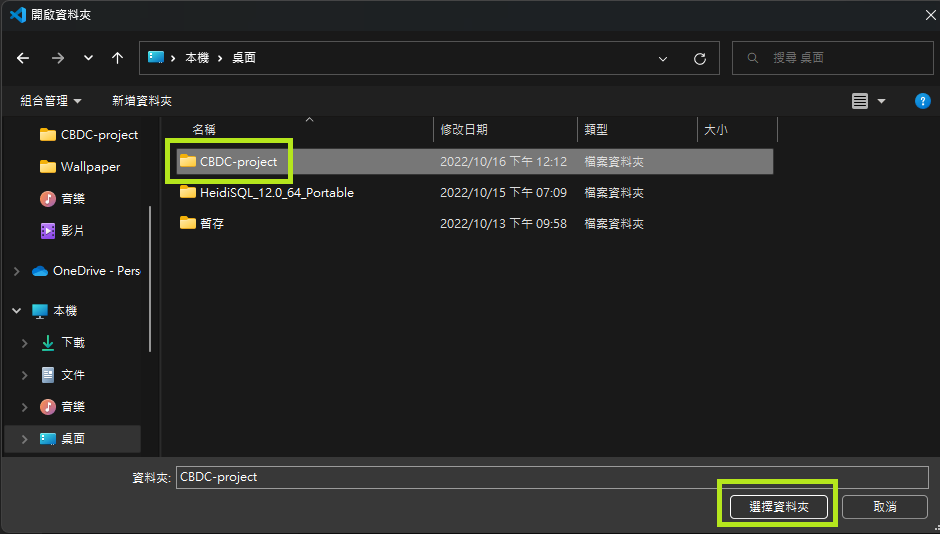 開啟資料夾
本機 桌面
搜尋 桌面
組合管理 新增資料夾
?
名稱 修改日期 類型 大小
CBDC-project
Wallpaper
音樂
影片
OneDrive - Pers
本機
下載
文件
音樂
桌面
CBDC-project 2022/10/16 下午 12:12 檔案資料夾
HeidiSQL_12.0_64_Portable 2022/10/15 下午 07:09 檔案資料夾
暫存 2022/10/13 下午 09:58 檔案資料夾
資料夾: CBDC-project
選擇資料夾 取消